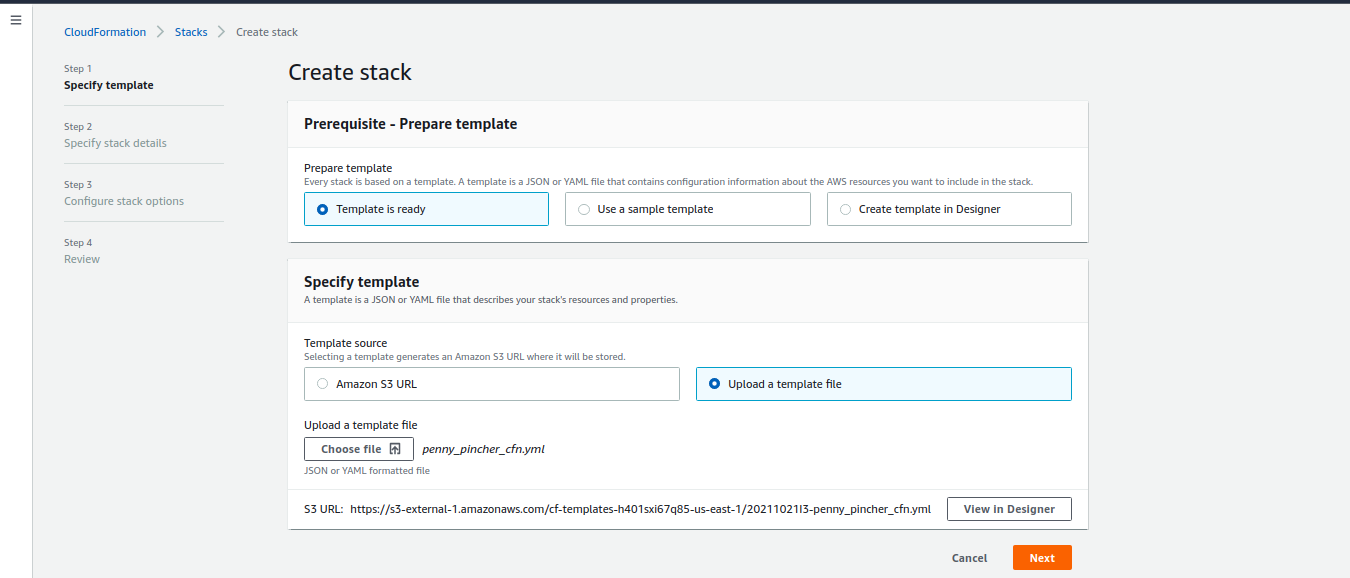 CloudFormation > Stacks > Create stack
Step 1
Specify template
Step 2
Specify stack details
Step 3
Configure stack options
Step 4
Review
Create stack
Prerequisite - Prepare template
Prepare template
Every stack is based on a template. A template is a JSON or YAML file that contains configuration information about the AWS resources you want to include in the stack.
Template is ready
Use a sample template
Create template in Designer
Specify template
A template is a JSON or YAML file that describes your stack's resources and properties.
Template source
Selecting a template generates an Amazon S3 URL where it will be stored.
Amazon S3 URL
Upload a template file
Upload a template file
Choose file penny_pincher_cfn.yml
JSON or YAML formatted file
S3 URL: https://s3-external-1.amazonaws.com/cf-templates-h401sxi67q85-us-east-1/20211021I3-penny_pincher_cfn.yml View in Designer
Cancel Next